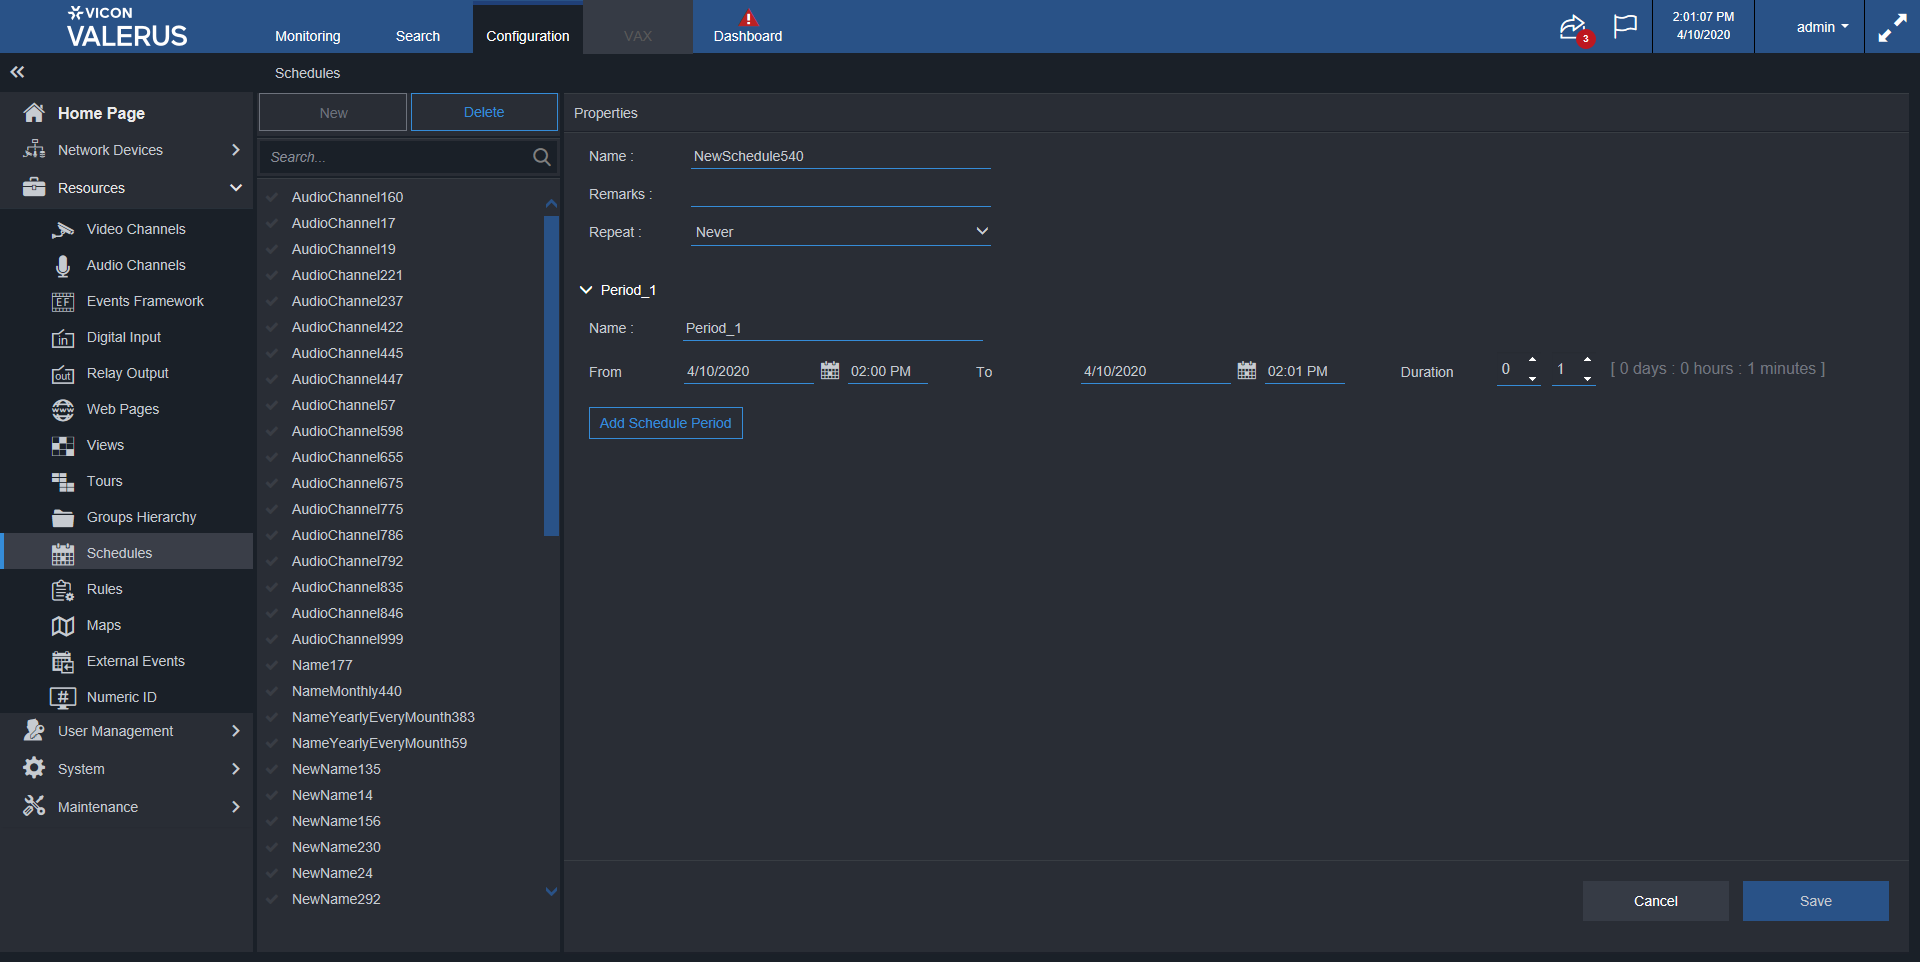 VICON
VALERUS
Monitoring
Search
Configuration
VAX
Dashboard
3
2:01:07 PM
4/10/2020
admin
Schedules
Home Page
Network Devices
Resources
Video Channels
Audio Channels
EF
Events Framework
in
Digital Input
out
Relay Output
www
Web Pages
Views
Tours
Groups Hierarchy
Schedules
Rules
Maps
External Events
#
Numeric ID
User Management
System
Maintenance
New
Delete
Search...
AudioChannel160
AudioChannel17
AudioChannel19
AudioChannel221
AudioChannel237
AudioChannel422
AudioChannel445
AudioChannel447
AudioChannel57
AudioChannel598
AudioChannel655
AudioChannel675
AudioChannel775
AudioChannel786
AudioChannel792
AudioChannel835
AudioChannel846
AudioChannel999
Name177
NameMonthly440
NameYearlyEveryMounth383
NameYearlyEveryMounth59
NewName135
NewName14
NewName156
NewName230
NewName24
NewName292
Properties
Name : NewSchedule540
Remarks :
Repeat : Never
Period_1
Name : Period_1
From 4/10/2020 02:00 PM To 4/10/2020 02:01 PM Duration 0 1 [ 0 days : 0 hours : 1 minutes ]
Add Schedule Period
Cancel
Save